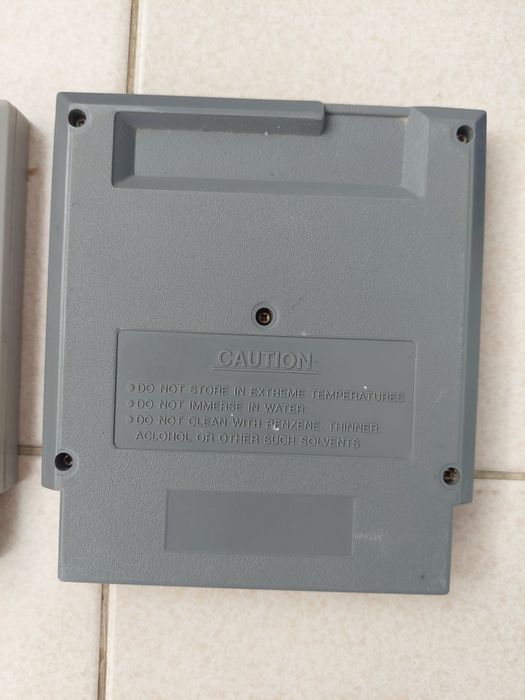 CAUTION
DO NOT STORE IN EXTREME TEMPERATURES
DO NOT IMMERSE IN WATER
DO NOT CLEAN WITH BENZENE, THINNER,
ACLOHOL OR OTHER SUCH SOLVENTS